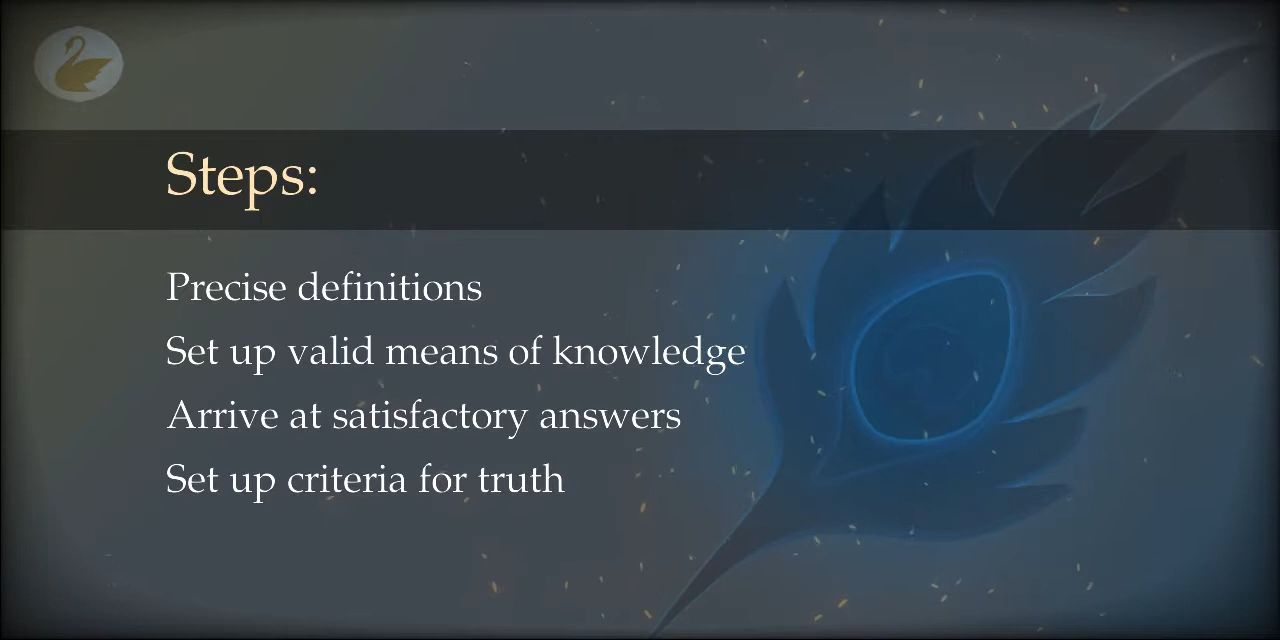 Steps:
Precise definitions
Set up valid means of knowledge
Arrive at satisfactory answers
Set up criteria for truth